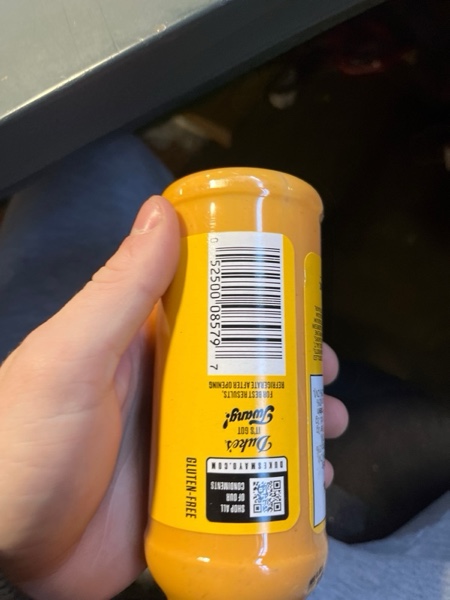 GLUTEN-FREE
SHOP ALL
OF OUR
CONDIMENTS
DUKESMAYO.COM
Duke's
IT'S GOT
Twang!
FOR BEST RESULTS,
REFRIGERATE AFTER OPENING
0 52500 08579 7